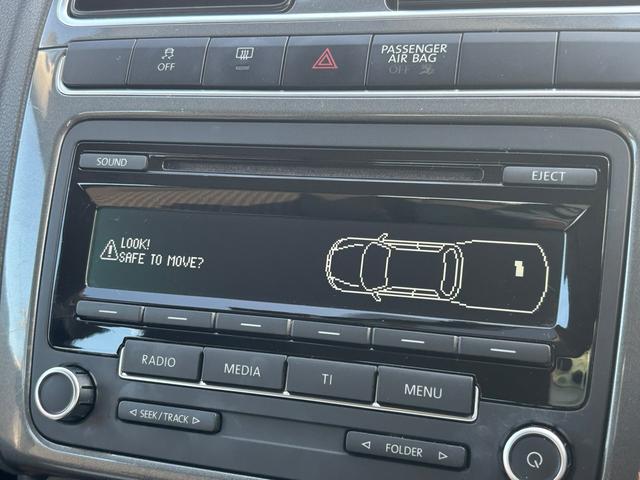 OFF
PASSENGER
AIR BAG
OFF
SOUND
EJECT
LOOK!
SAFE TO MOVE?
RADIO
MEDIA
TI
MENU
SEEK/TRACK
FOLDER